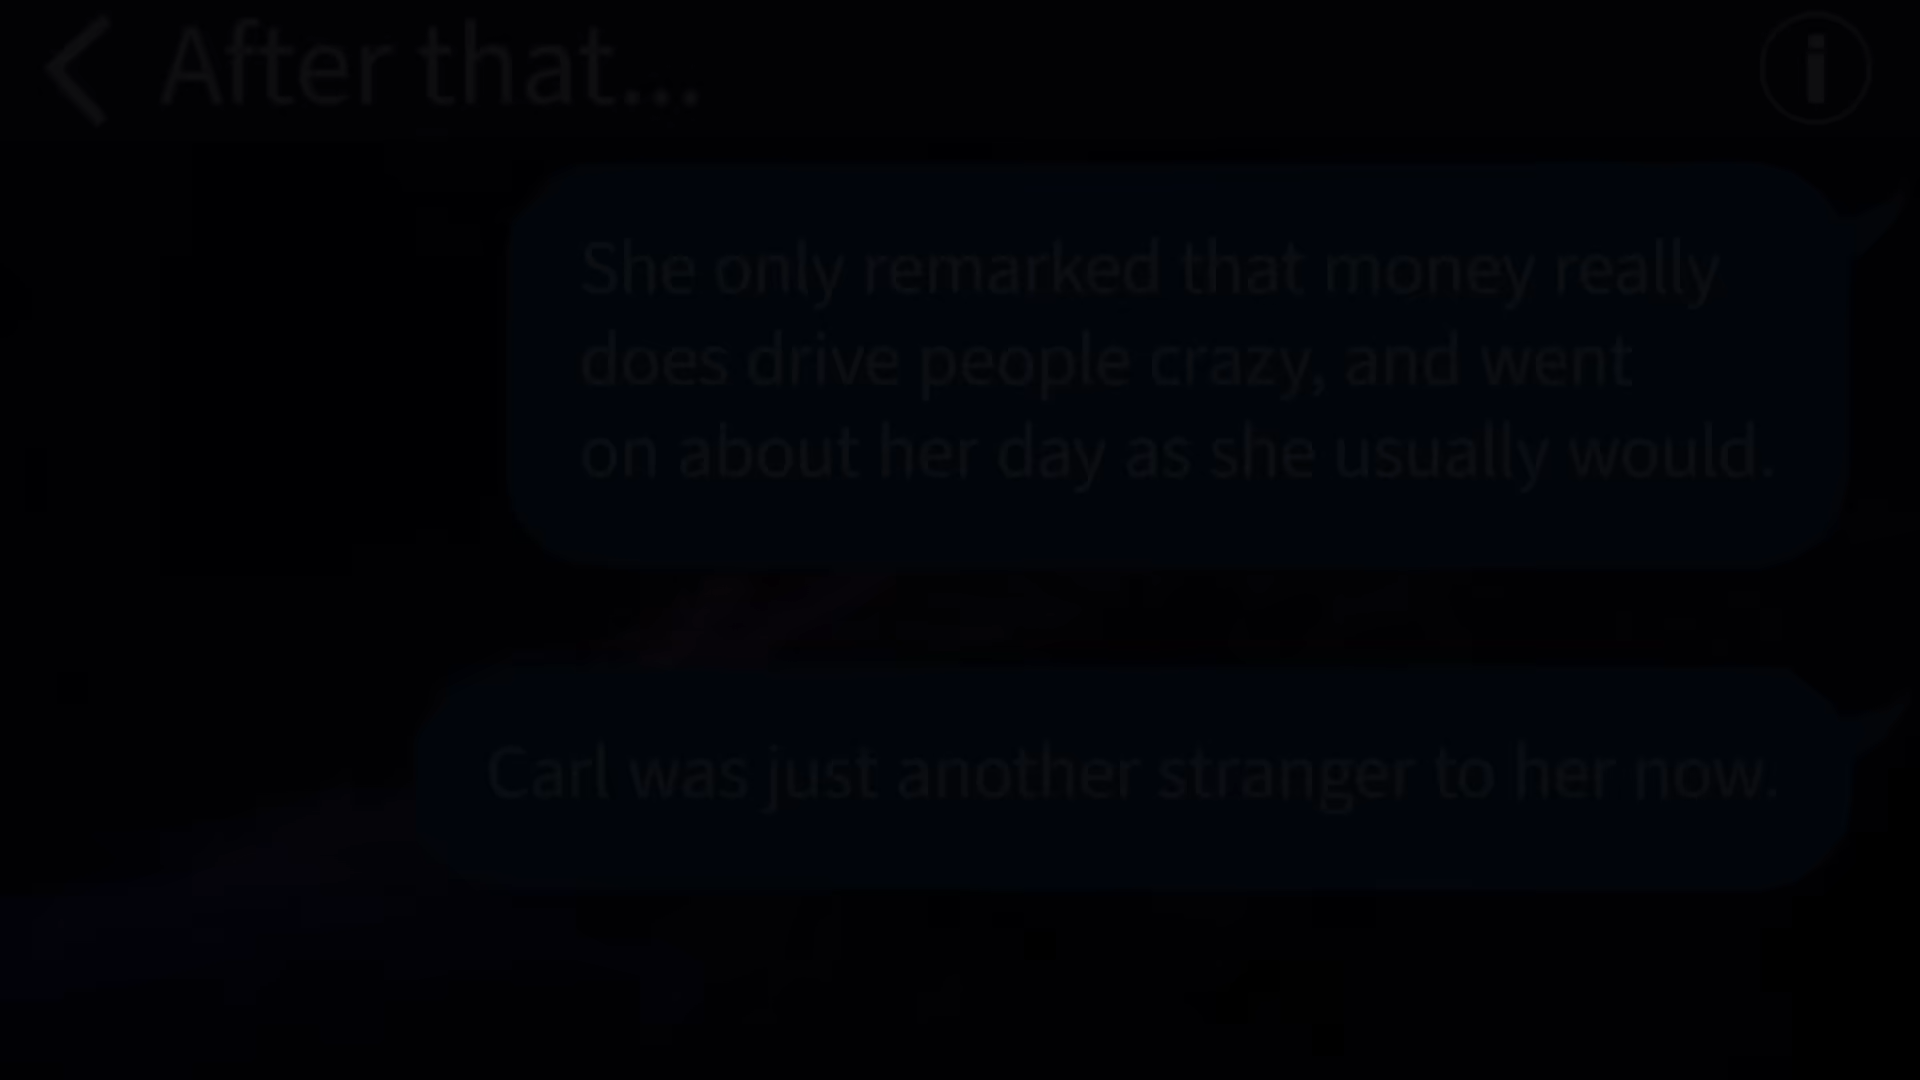 After that...
She only remarked that money really
does drive people crazy, and went
on about her day as she usually would.
Carl was just another stranger to her now.